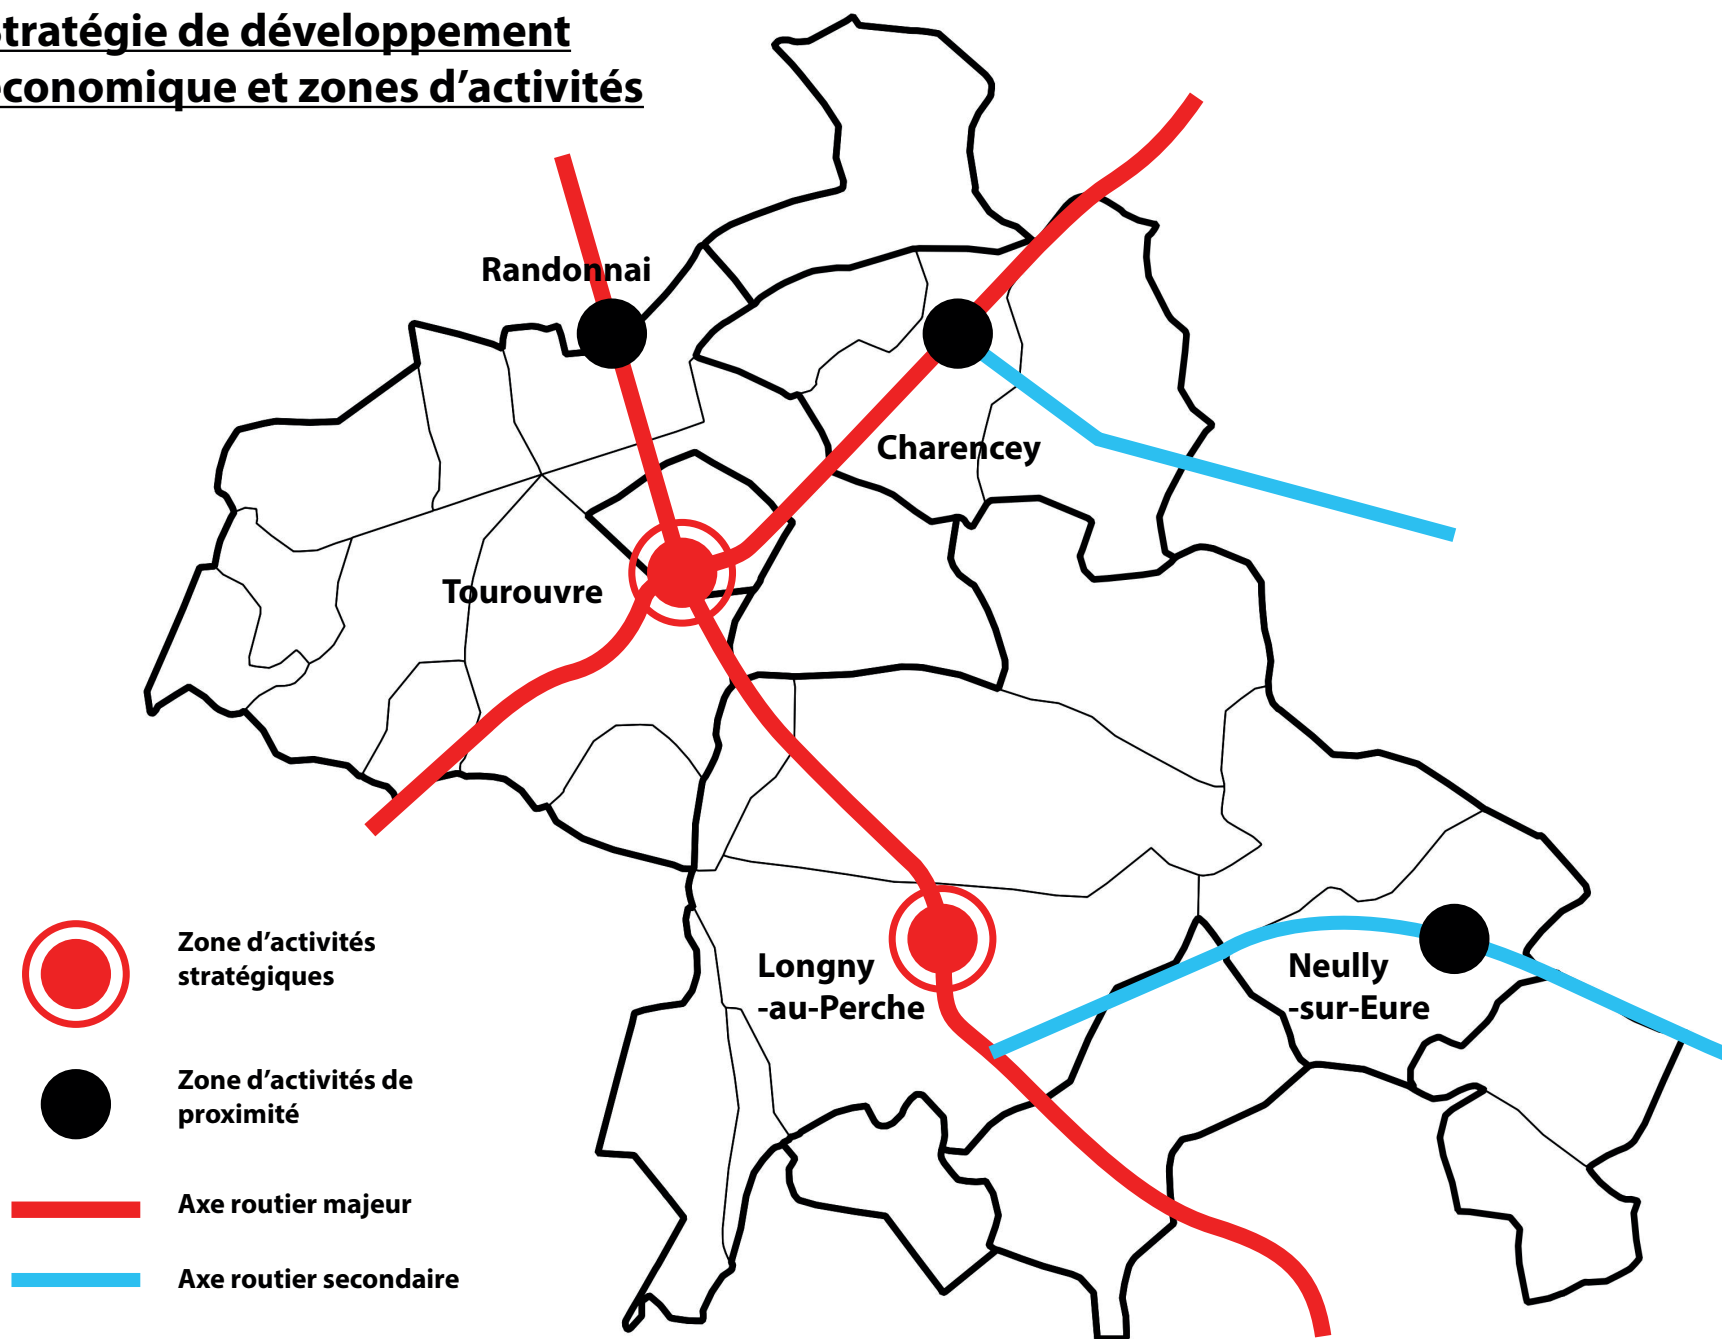 tratégie de développement
économique et zones d'activités
Randonnai
Charencey
Tourouvre
Longny
-au-Perche
Neully
-sur-Eure
Zone d'activités
stratégiques
Zone d'activités de
proximité
Axe routier majeur
Axe routier secondaire